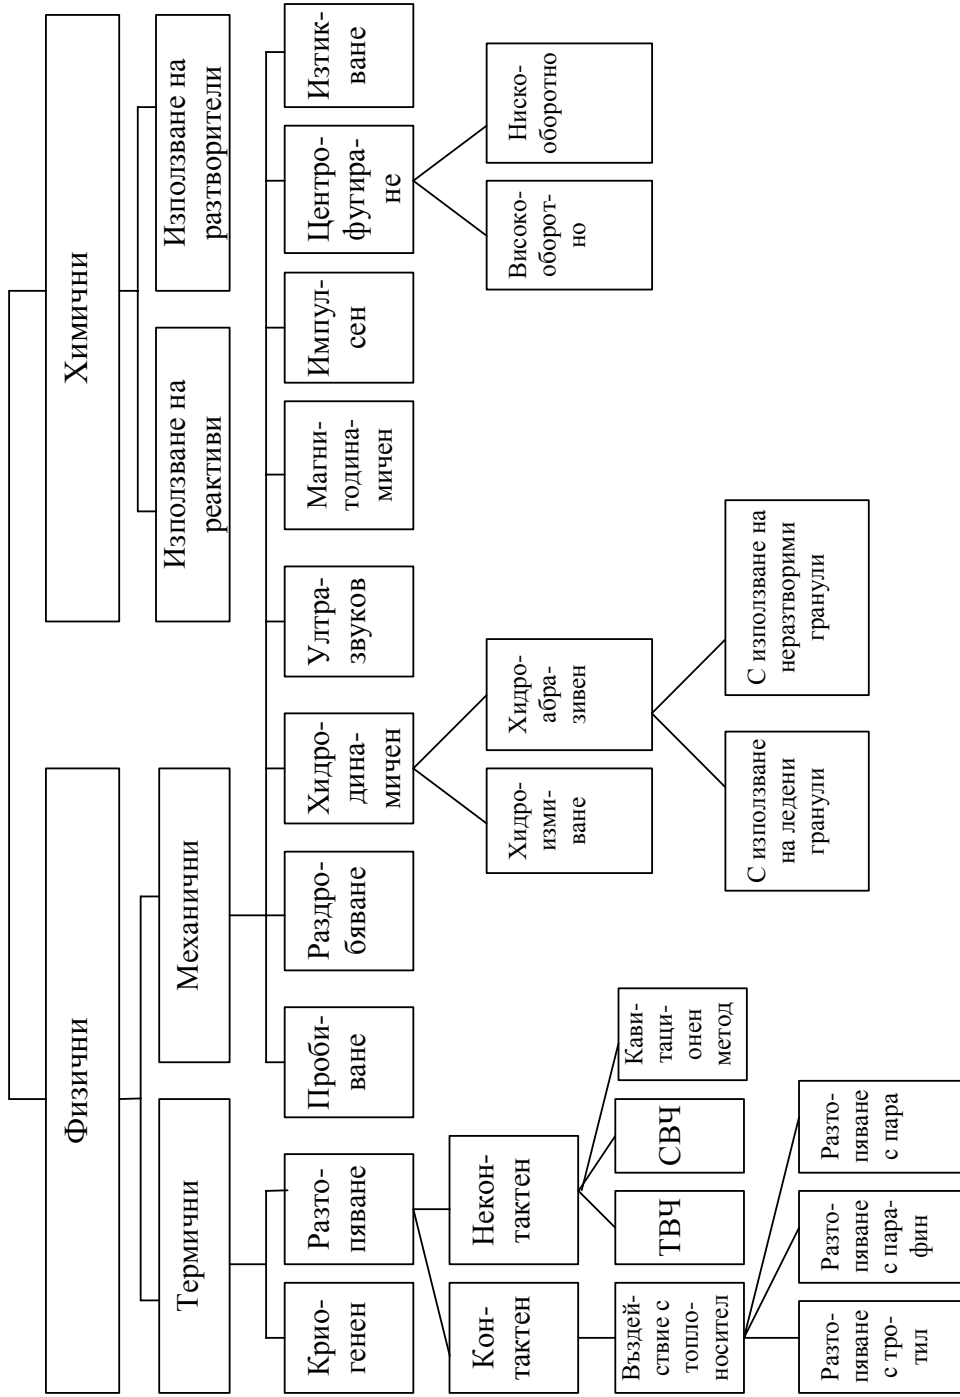 Физични
Химични
Термични
Механични
Използване на
реактиви
Използване на
разтворители
Крио-
генен
Разто-
пяване
Проби-
ване
Раздро-
бяване
Хидро-
дина-
мичен
Ултра-
звуков
Магни-
тодина-
мичен
Импул-
сен
Центро-
фугира-
не
Изтик-
ване
Кон-
тактен
Некон-
тактен
Хидро-
изми-
ване
Хидро-
абра-
зивен
Високо-
оборот-
но
Ниско-
оборотно
Въздей-
ствие с
топло-
носител
ТВЧ
СВЧ
Кави-
таци-
онен
метод
С използване
на ледени
гранули
С използване на
неразтворими
гранули
Разто-
пяване
с тро-
тил
Разто-
пяване
с пара-
фин
Разто-
пяване
с пара